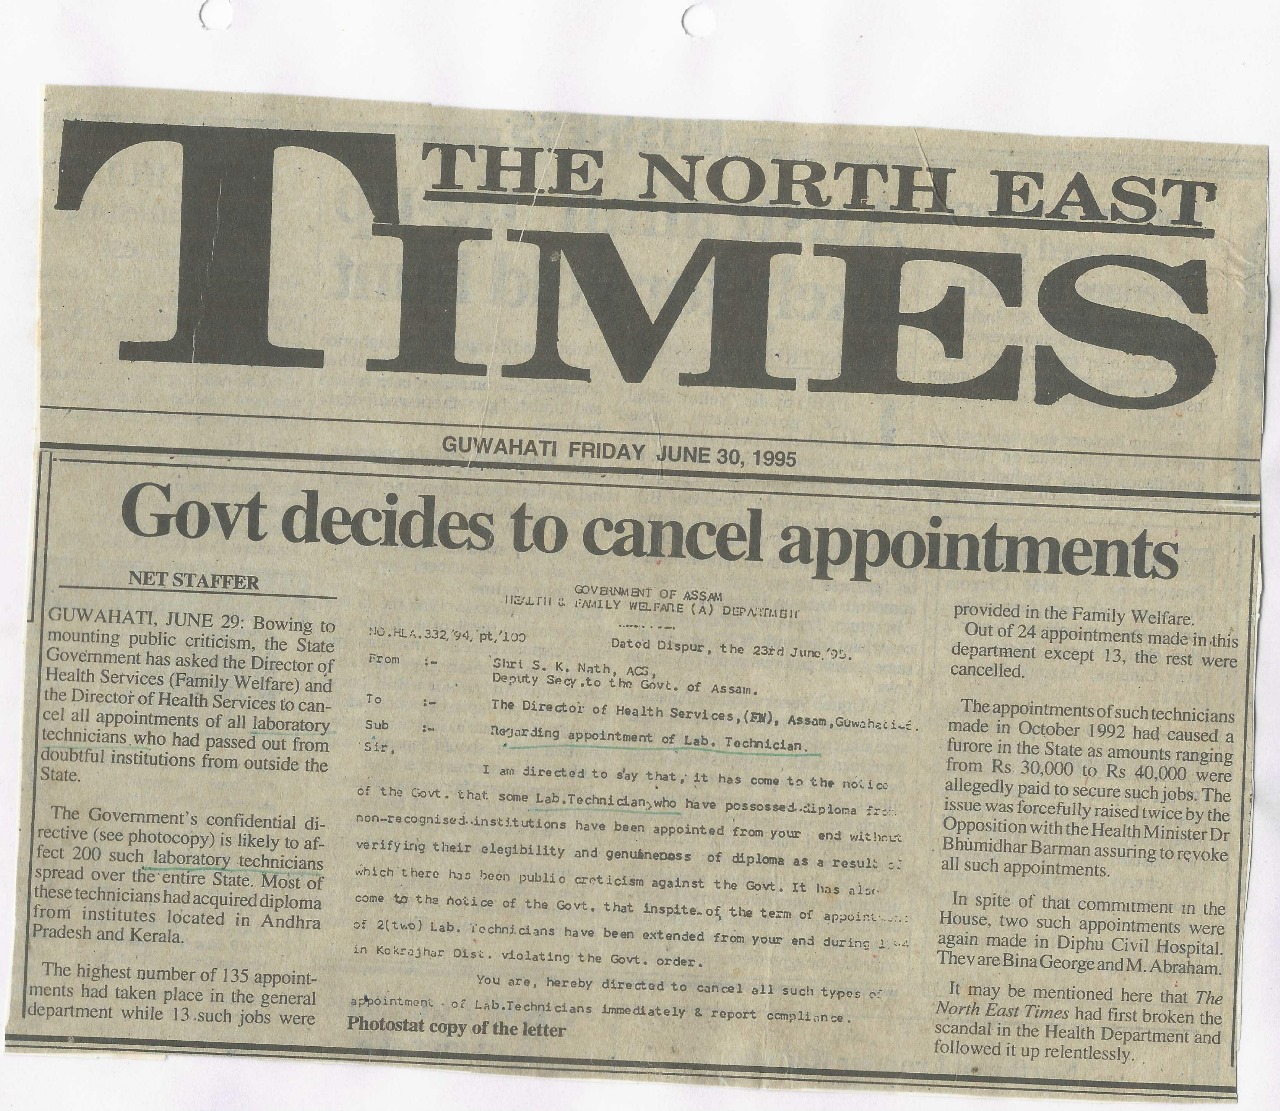 THE NORTH EAST
TIMES
GUWAHATI FRIDAY JUNE 30, 1995
Govt decides to cancel appointments
NET STAFFER
GUWAHATI, JUNE 29: Bowing to
mounting public criticism, the State
Government has asked the Director of
Health Services (Family Welfare) and
the Director of Health Services to can-
cel all appointments of all laboratory
technicians who had passed out from
doubtful institutions from outside the
State.
The Government's confidential di-
rective (see photocopy) is likely to af-
fect 200 such laboratory technicians
spread over the entire State. Most of
these technicians had acquired diploma
from institutes located in Andhra
Pradesh and Kerala.
The highest number of 135 appoint-
ments had taken place in the general
department while 13 such jobs were
GOVERNMENT OF ASSAM
HEALTH & FAMILY WELFARE (A) DEPARTMENT
NO.HLA.332/94/pt/100
Dated Dispur, the 23rd June,'95.
From :- Shri S. K. Nath, ACS,
Deputy Secy.to the Govt. of Assam.
To :- The Director of Health Services,(FW), Assam,Guwahati-6.
Sub :- Regarding appointment of Lab. Technician.
Sir,
I am directed to say that, it has come to the notice
of the Govt. that some Lab.Technician,who have possossed diploma from
non-recognised institutions have been appointed from your end without
verifying their elegibility and genuineness of diploma as a result of
which there has been public creticism against the Govt. It has also
come to the notice of the Govt. that inspite of the term of appointment
of 2(two) Lab. Technicians have been extended from your end during
in Kokrajhar Dist. violating the Govt. order.
You are, hereby directed to cancel all such types of
appointment of Lab.Technicians immediately & report compliance.
Photostat copy of the letter
provided in the Family Welfare.
Out of 24 appointments made in this
department except 13, the rest were
cancelled.
The appointments of such technicians
made in October 1992 had caused a
furore in the State as amounts ranging
from Rs 30,000 to Rs 40,000 were
allegedly paid to secure such jobs. The
issue was forcefully raised twice by the
Opposition with the Health Minister Dr
Bhumidhar Barman assuring to revoke
all such appointments.
In spite of that commitment in the
House, two such appointments were
again made in Diphu Civil Hospital.
They are Bina George and M. Abraham.
It may be mentioned here that The
North East Times had first broken the
scandal in the Health Department and
followed it up relentlessly.